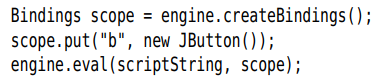 Bindings scope = engine.createBindings();
scope.put("b", new JButton());
engine.eval(scriptString, scope);